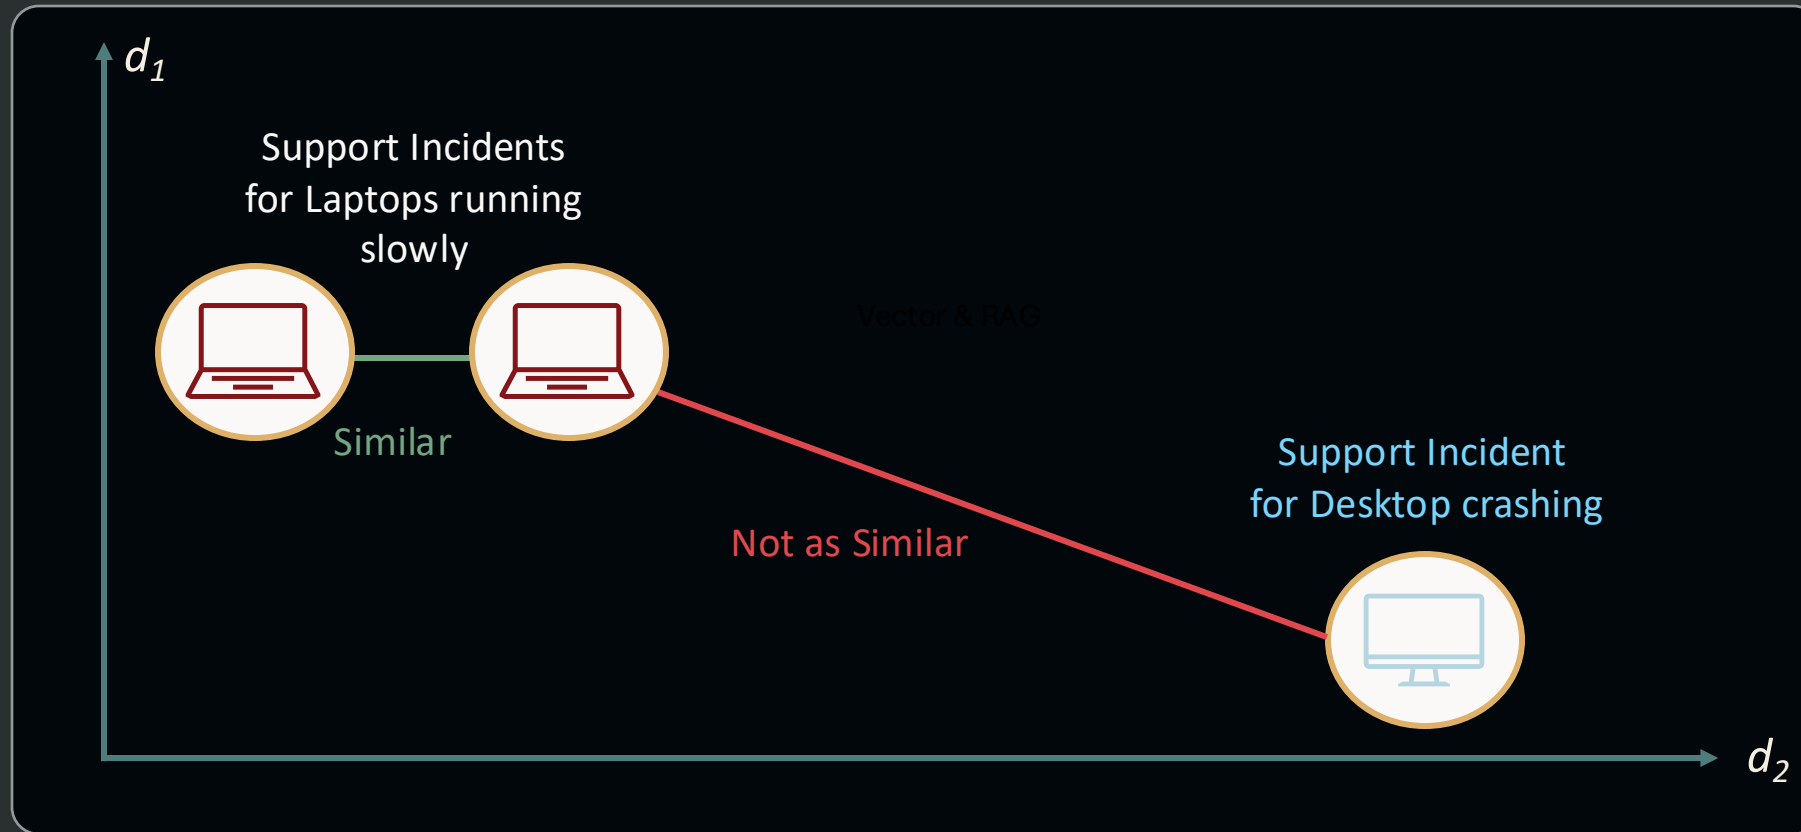 d1
Support Incidents
for Laptops running
slowly
Vector & RAG
Similar
Support Incident
for Desktop crashing
Not as Similar
d2